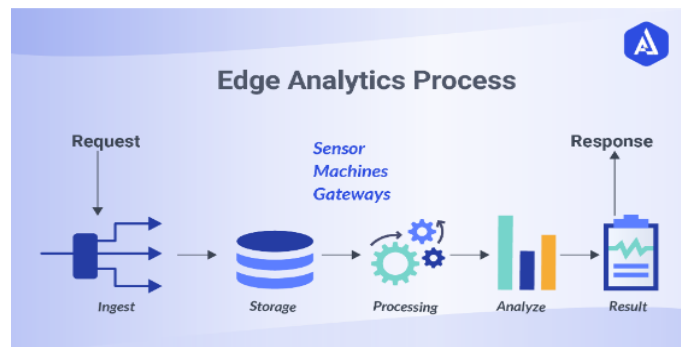 Edge Analytics Process
Request
Response
Sensor
Machines
Gateways
Ingest
Storage
Processing
Analyze
Result